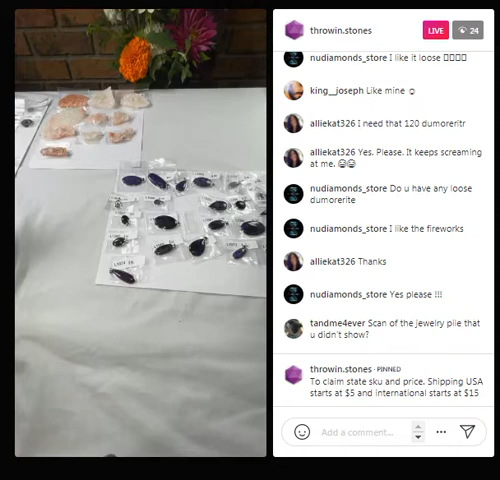 throwin.stones
LIVE
24
nudiamonds_store I like it loose
king__joseph Like mine
alliekat326 I need that 120 dumoreritr
alliekat326 Yes. Please. It keeps screaming
at me.
nudiamonds_store Do u have any loose
dumorerite
nudiamonds_store I like the fireworks
alliekat326 Thanks
nudiamonds_store Yes please !!!
tandme4ever Scan of the jewelry pile that
u didn't show?
throwin.stones · PINNED
To claim state sku and price. Shipping USA
starts at $5 and international starts at $15
Add a comment...